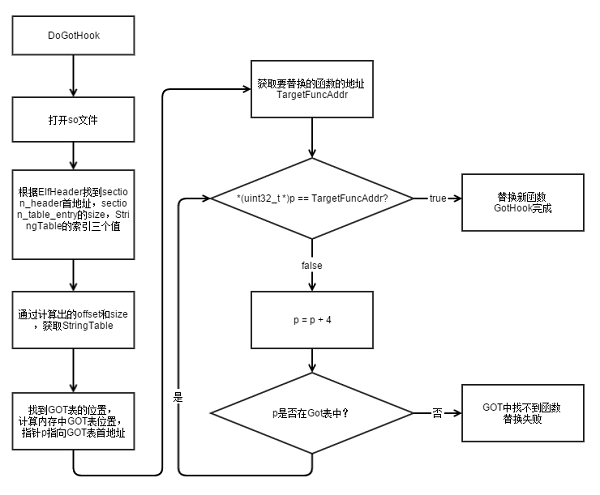 DoGotHook
打开so文件
根据ElfHeader找到sectio
n_header首地址，sectio
n_table_entry的size，Str
ingTable的索引三个值
通过计算出的offset和size
，获取StringTable
找到GOT表的位置，
计算内存中GOT表位置，
指针p指向GOT表首地址
获取要替换的函数的地址
TargetFuncAddr
*(uint32_t *)p == TargetFuncAddr?
true
替换新函数
GotHook完成
false
p = p + 4
是
p是否在Got表中?
否
GOT中找不到函数
替换失败